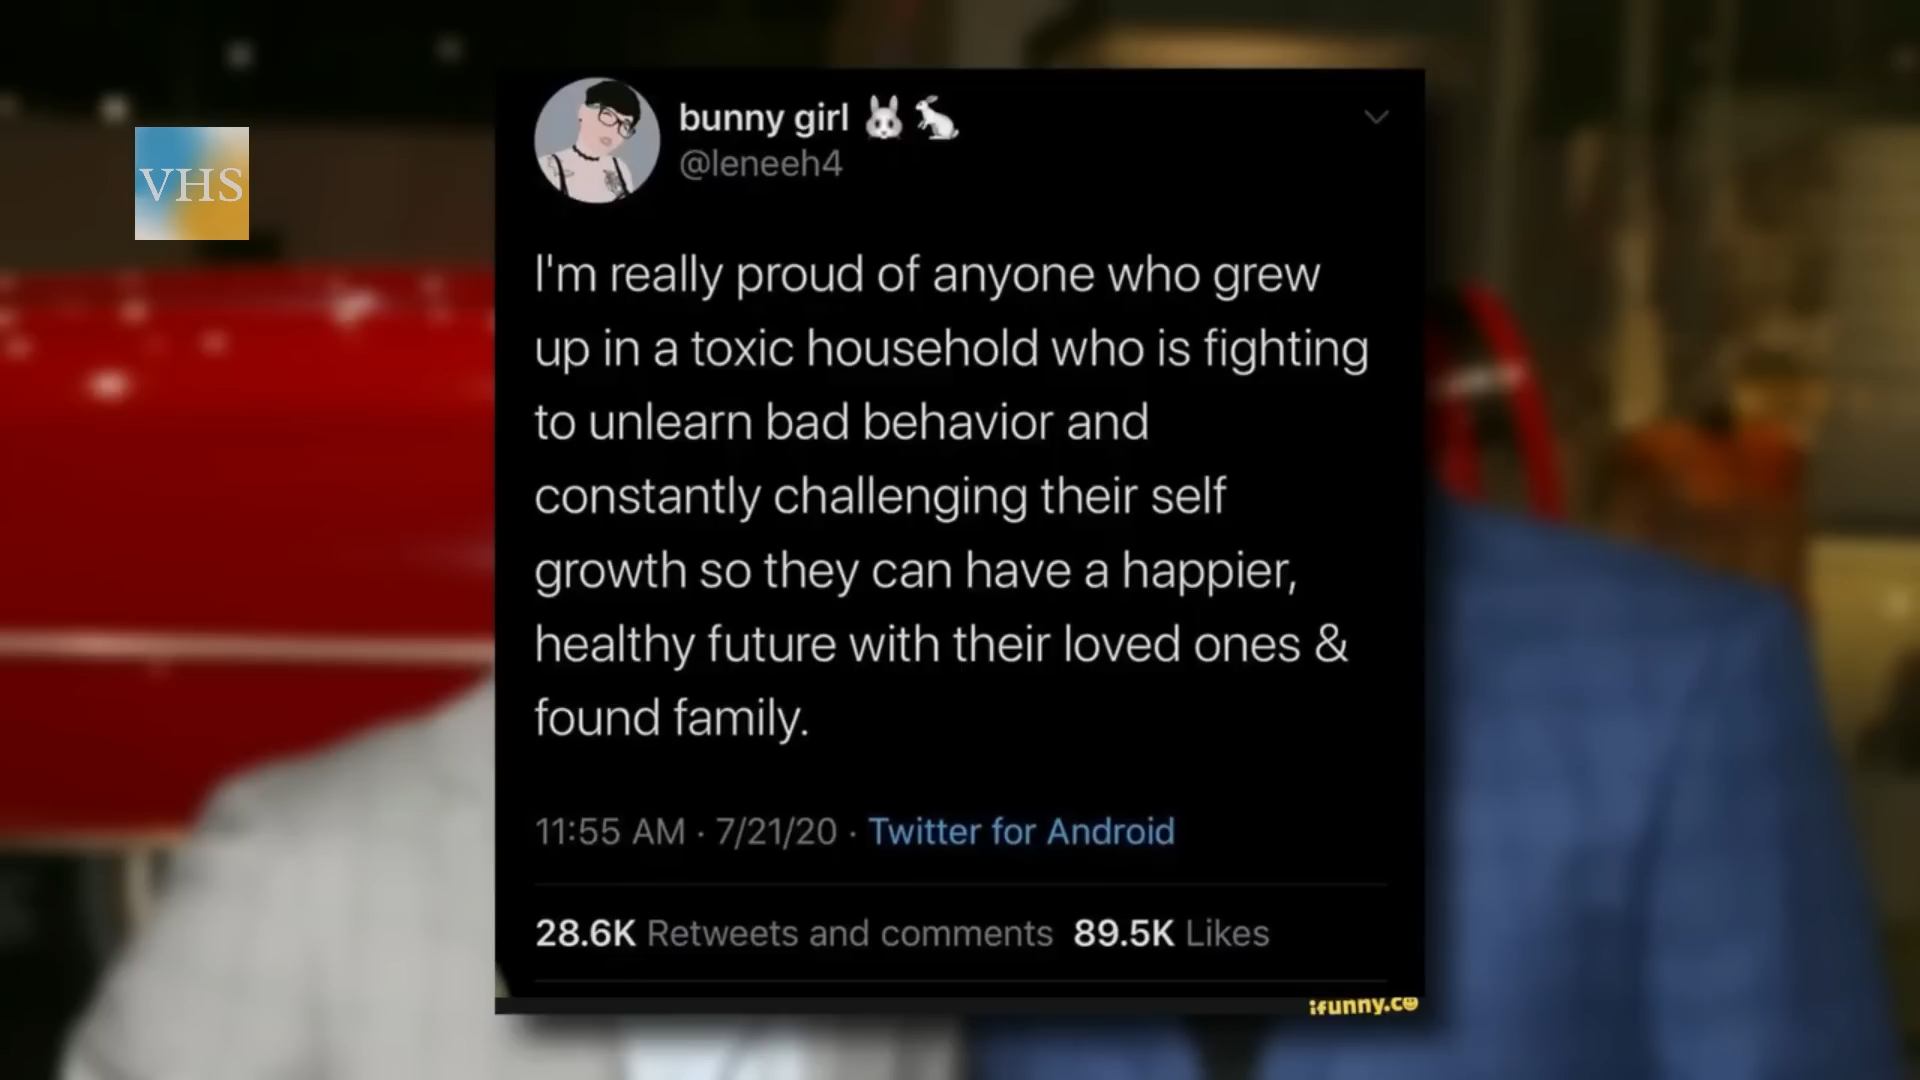 VHS
bunny girl 🐰🐇
@leneeh4
I'm really proud of anyone who grew
up in a toxic household who is fighting
to unlearn bad behavior and
constantly challenging their self
growth so they can have a happier,
healthy future with their loved ones &
found family.
11:55 AM · 7/21/20 · Twitter for Android
28.6K Retweets and comments 89.5K Likes
ifunny.co